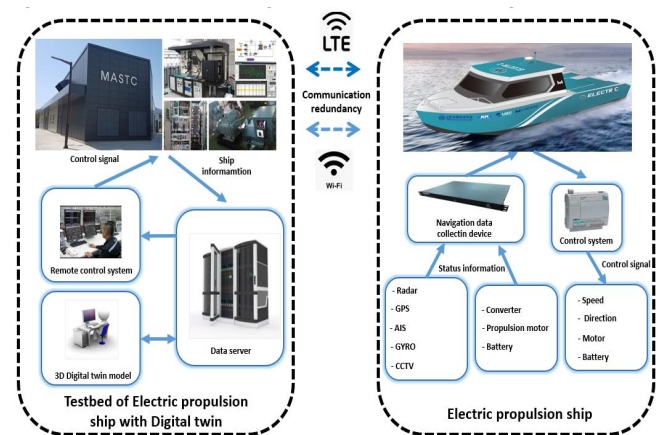 MASTC
Control signal
Ship
informamtion
Remote control system
3D Digital twin model
Data server
Testbed of Electric propulsion
ship with Digital twin
LTE
Communication
redundancy
Wi-Fi
ELECTRIC
Navigation data
collectin device
Control system
Status information
Control signal
- Radar
- GPS
- AIS
- GYRO
- CCTV
- Converter
- Propulsion motor
- Battery
- Speed
- Direction
- Motor
- Battery
Electric propulsion ship